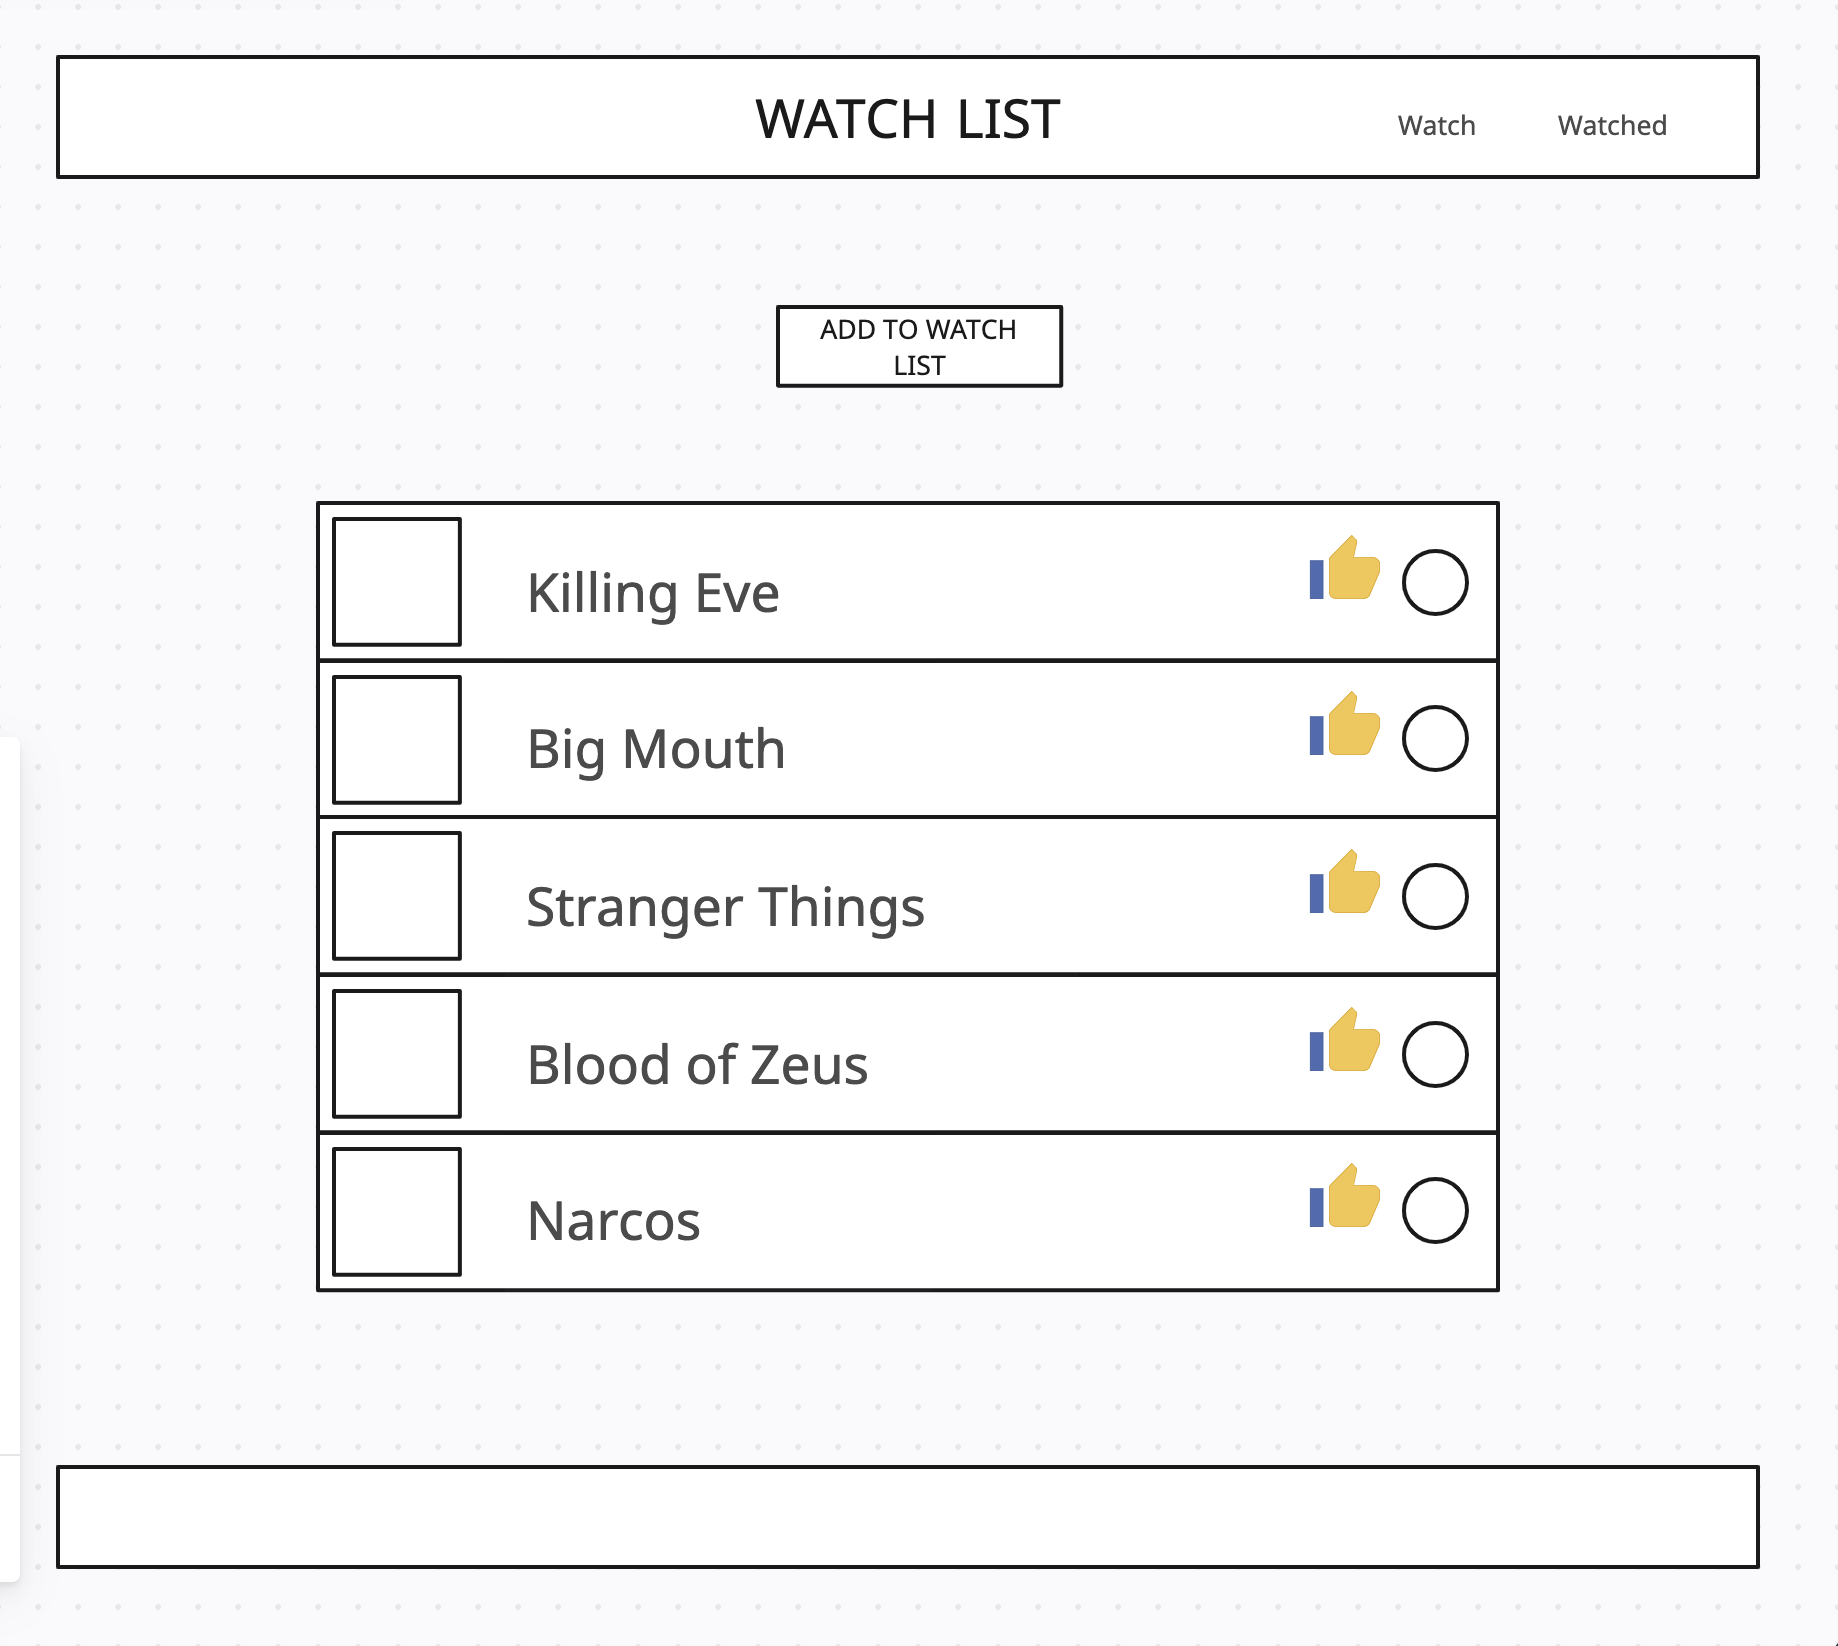 WATCH LIST
Watch
Watched
ADD TO WATCH
LIST
Killing Eve
Big Mouth
Stranger Things
Blood of Zeus
Narcos